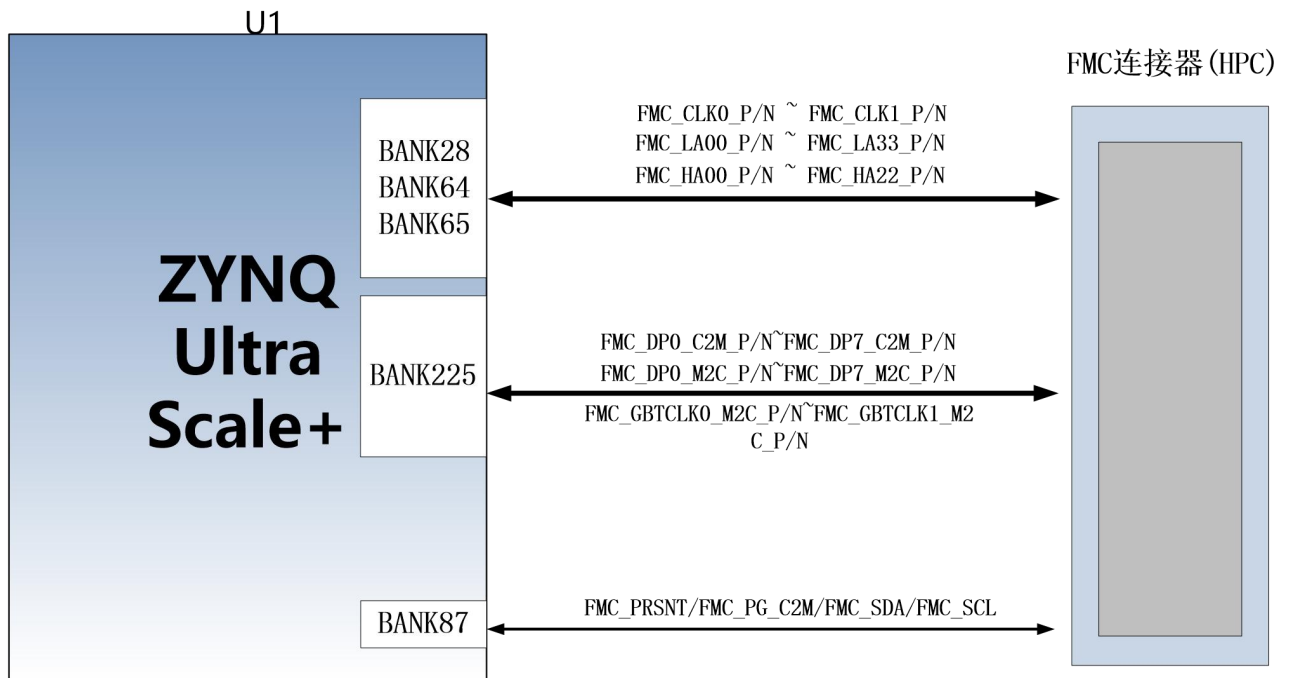 U1
FMC连接器(HPC)
FMC_CLK0_P/N ~ FMC_CLK1_P/N
FMC_LA00_P/N ~ FMC_LA33_P/N
FMC_HA00_P/N ~ FMC_HA22_P/N
BANK28
BANK64
BANK65
ZYNQ
Ultra
Scale+
BANK225
FMC_DP0_C2M_P/N~FMC_DP7_C2M_P/N
FMC_DP0_M2C_P/N~FMC_DP7_M2C_P/N
FMC_GBTCLK0_M2C_P/N~FMC_GBTCLK1_M2
C_P/N
BANK87
FMC_PRSNT/FMC_PG_C2M/FMC_SDA/FMC_SCL